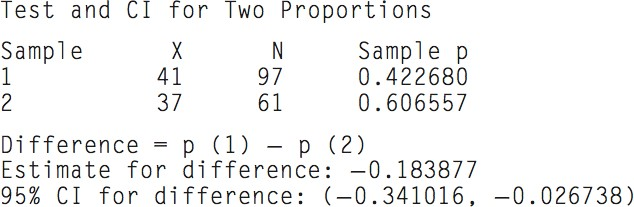 Test and CI for Two Proportions
Sample X N Sample p
1 41 97 0.422680
2 37 61 0.606557
Difference = p (1) – p (2)
Estimate for difference: –0.183877
95% CI for difference: (–0.341016, –0.026738)